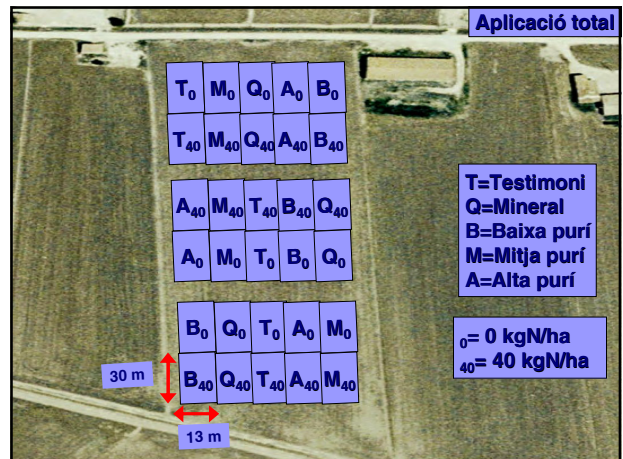 Aplicació total
T0 M0 Q0 A0 B0
T40 M40 Q40 A40 B40
A40 M40 T40 B40 Q40
A0 M0 T0 B0 Q0
B0 Q0 T0 A0 M0
B40 Q40 T40 A40 M40
30 m
13 m
T=Testimoni
Q=Mineral
B=Baixa purí
M=Mitja purí
A=Alta purí
0= 0 kgN/ha
40= 40 kgN/ha